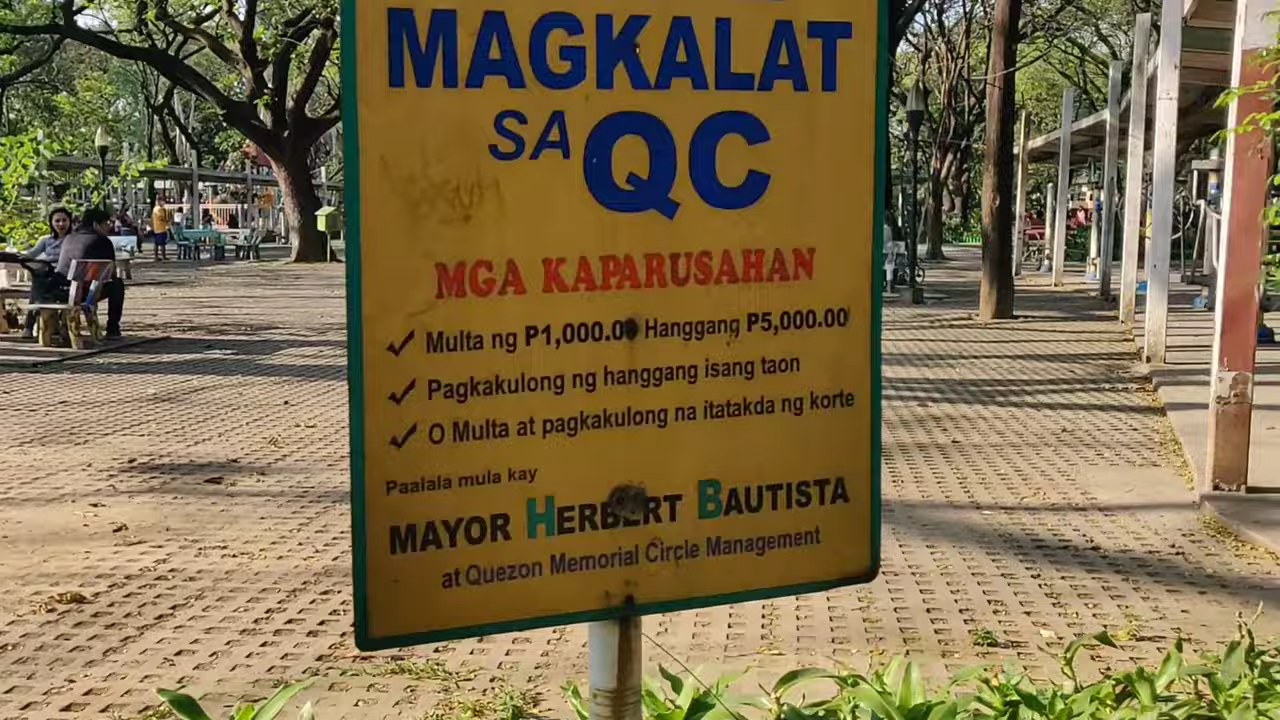 MAGKALAT
SA QC
MGA KAPARUSAHAN
Multa ng P1,000.00 Hanggang P5,000.00
Pagkakulong ng hanggang isang taon
O Multa at pagkakulong na itatakda ng korte
Paalala mula kay
MAYOR HERBERT BAUTISTA
at Quezon Memorial Circle Management